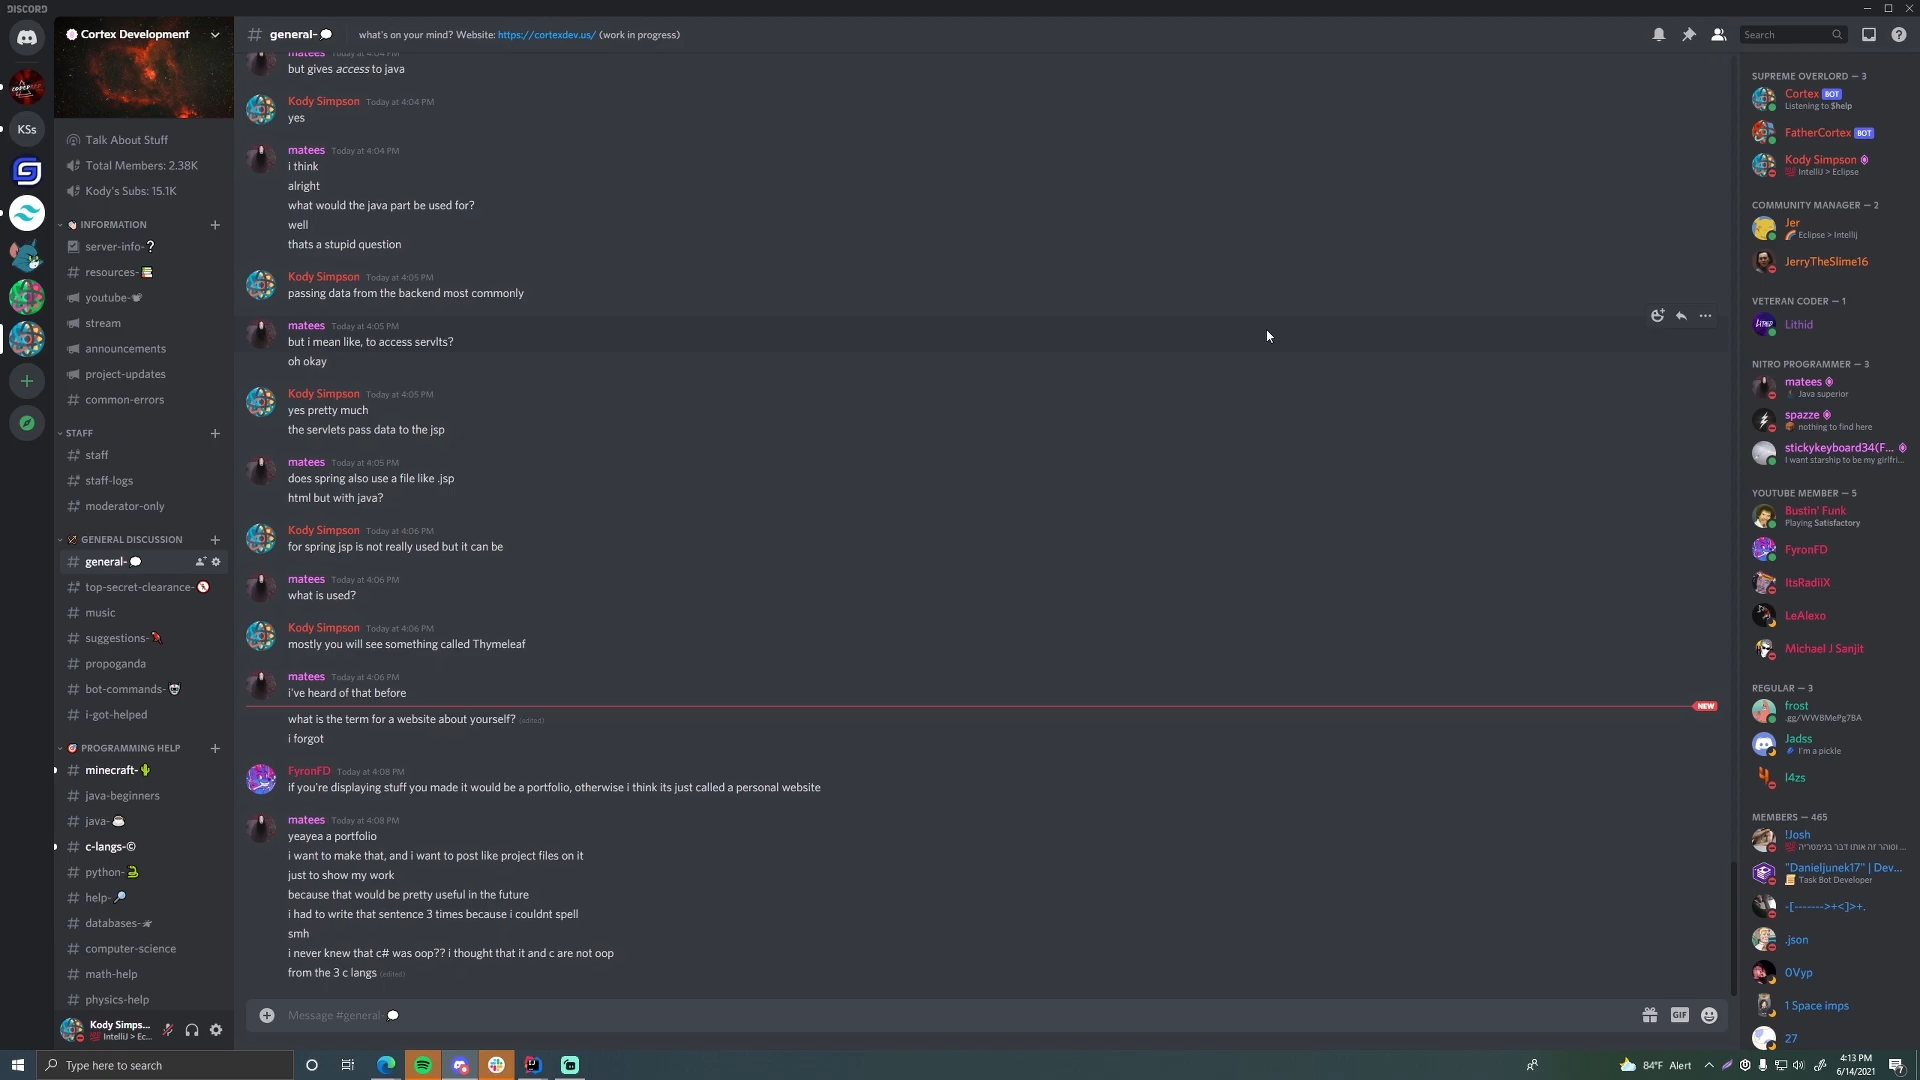 DISCORD
Cortex Development
general-
what's on your mind? Website: https://cortexdev.us/ (work in progress)
Search
KSs
Talk About Stuff
Total Members: 2.38K
Kody's Subs: 15.1K
INFORMATION
server-info-?
resources-
youtube-
stream
announcements
project-updates
common-errors
STAFF
staff
staff-logs
moderator-only
GENERAL DISCUSSION
general-
top-secret-clearance-
music
suggestions-
propoganda
bot-commands-
i-got-helped
PROGRAMMING HELP
minecraft-
java-beginners
java-
c-langs-©
python-
help-
databases-
computer-science
math-help
physics-help
Kody Simps...
IntelliJ > Ec...
matees Today at 4:04 PM
but gives access to java
Kody Simpson Today at 4:04 PM
yes
matees Today at 4:04 PM
i think
alright
what would the java part be used for?
well
thats a stupid question
Kody Simpson Today at 4:05 PM
passing data from the backend most commonly
matees Today at 4:05 PM
but i mean like, to access servlts?
oh okay
Kody Simpson Today at 4:05 PM
yes pretty much
the servlets pass data to the jsp
matees Today at 4:05 PM
does spring also use a file like .jsp
html but with java?
Kody Simpson Today at 4:06 PM
for spring jsp is not really used but it can be
matees Today at 4:06 PM
what is used?
Kody Simpson Today at 4:06 PM
mostly you will see something called Thymeleaf
matees Today at 4:06 PM
i've heard of that before
NEW
what is the term for a website about yourself? (edited)
i forgot
FyronFD Today at 4:08 PM
if you're displaying stuff you made it would be a portfolio, otherwise i think its just called a personal website
matees Today at 4:08 PM
yeayea a portfolio
i want to make that, and i want to post like project files on it
just to show my work
because that would be pretty useful in the future
i had to write that sentence 3 times because i couldnt spell
smh
i never knew that c# was oop?? i thought that it and c are not oop
from the 3 c langs (edited)
Message #general-
GIF
SUPREME OVERLORD — 3
Cortex BOT
Listening to $help
FatherCortex BOT
Kody Simpson
IntelliJ > Eclipse
COMMUNITY MANAGER — 2
Jer
Eclipse > Intellij
JerryTheSlime16
VETERAN CODER — 1
Lithid
NITRO PROGRAMMER — 3
matees
Java superior
spazze
nothing to find here
stickykeyboard34(F...
I want starship to be my girlfri...
YOUTUBE MEMBER — 5
Bustin' Funk
Playing Satisfactory
FyronFD
ItsRadiiX
LeAlexo
Michael J Sanjit
REGULAR — 3
frost
.gg/WWBMePg7BA
Jadss
I'm a pickle
l4zs
MEMBERS — 465
!Josh
וסוהר זה אותו דבר בגימטריה ...
"Danieljunek17" | Dev...
Task Bot Developer
-[------->+<]>+.
.json
0Vyp
1 Space imps
27
Type here to search
84°F Alert
4:13 PM
6/14/2021
7